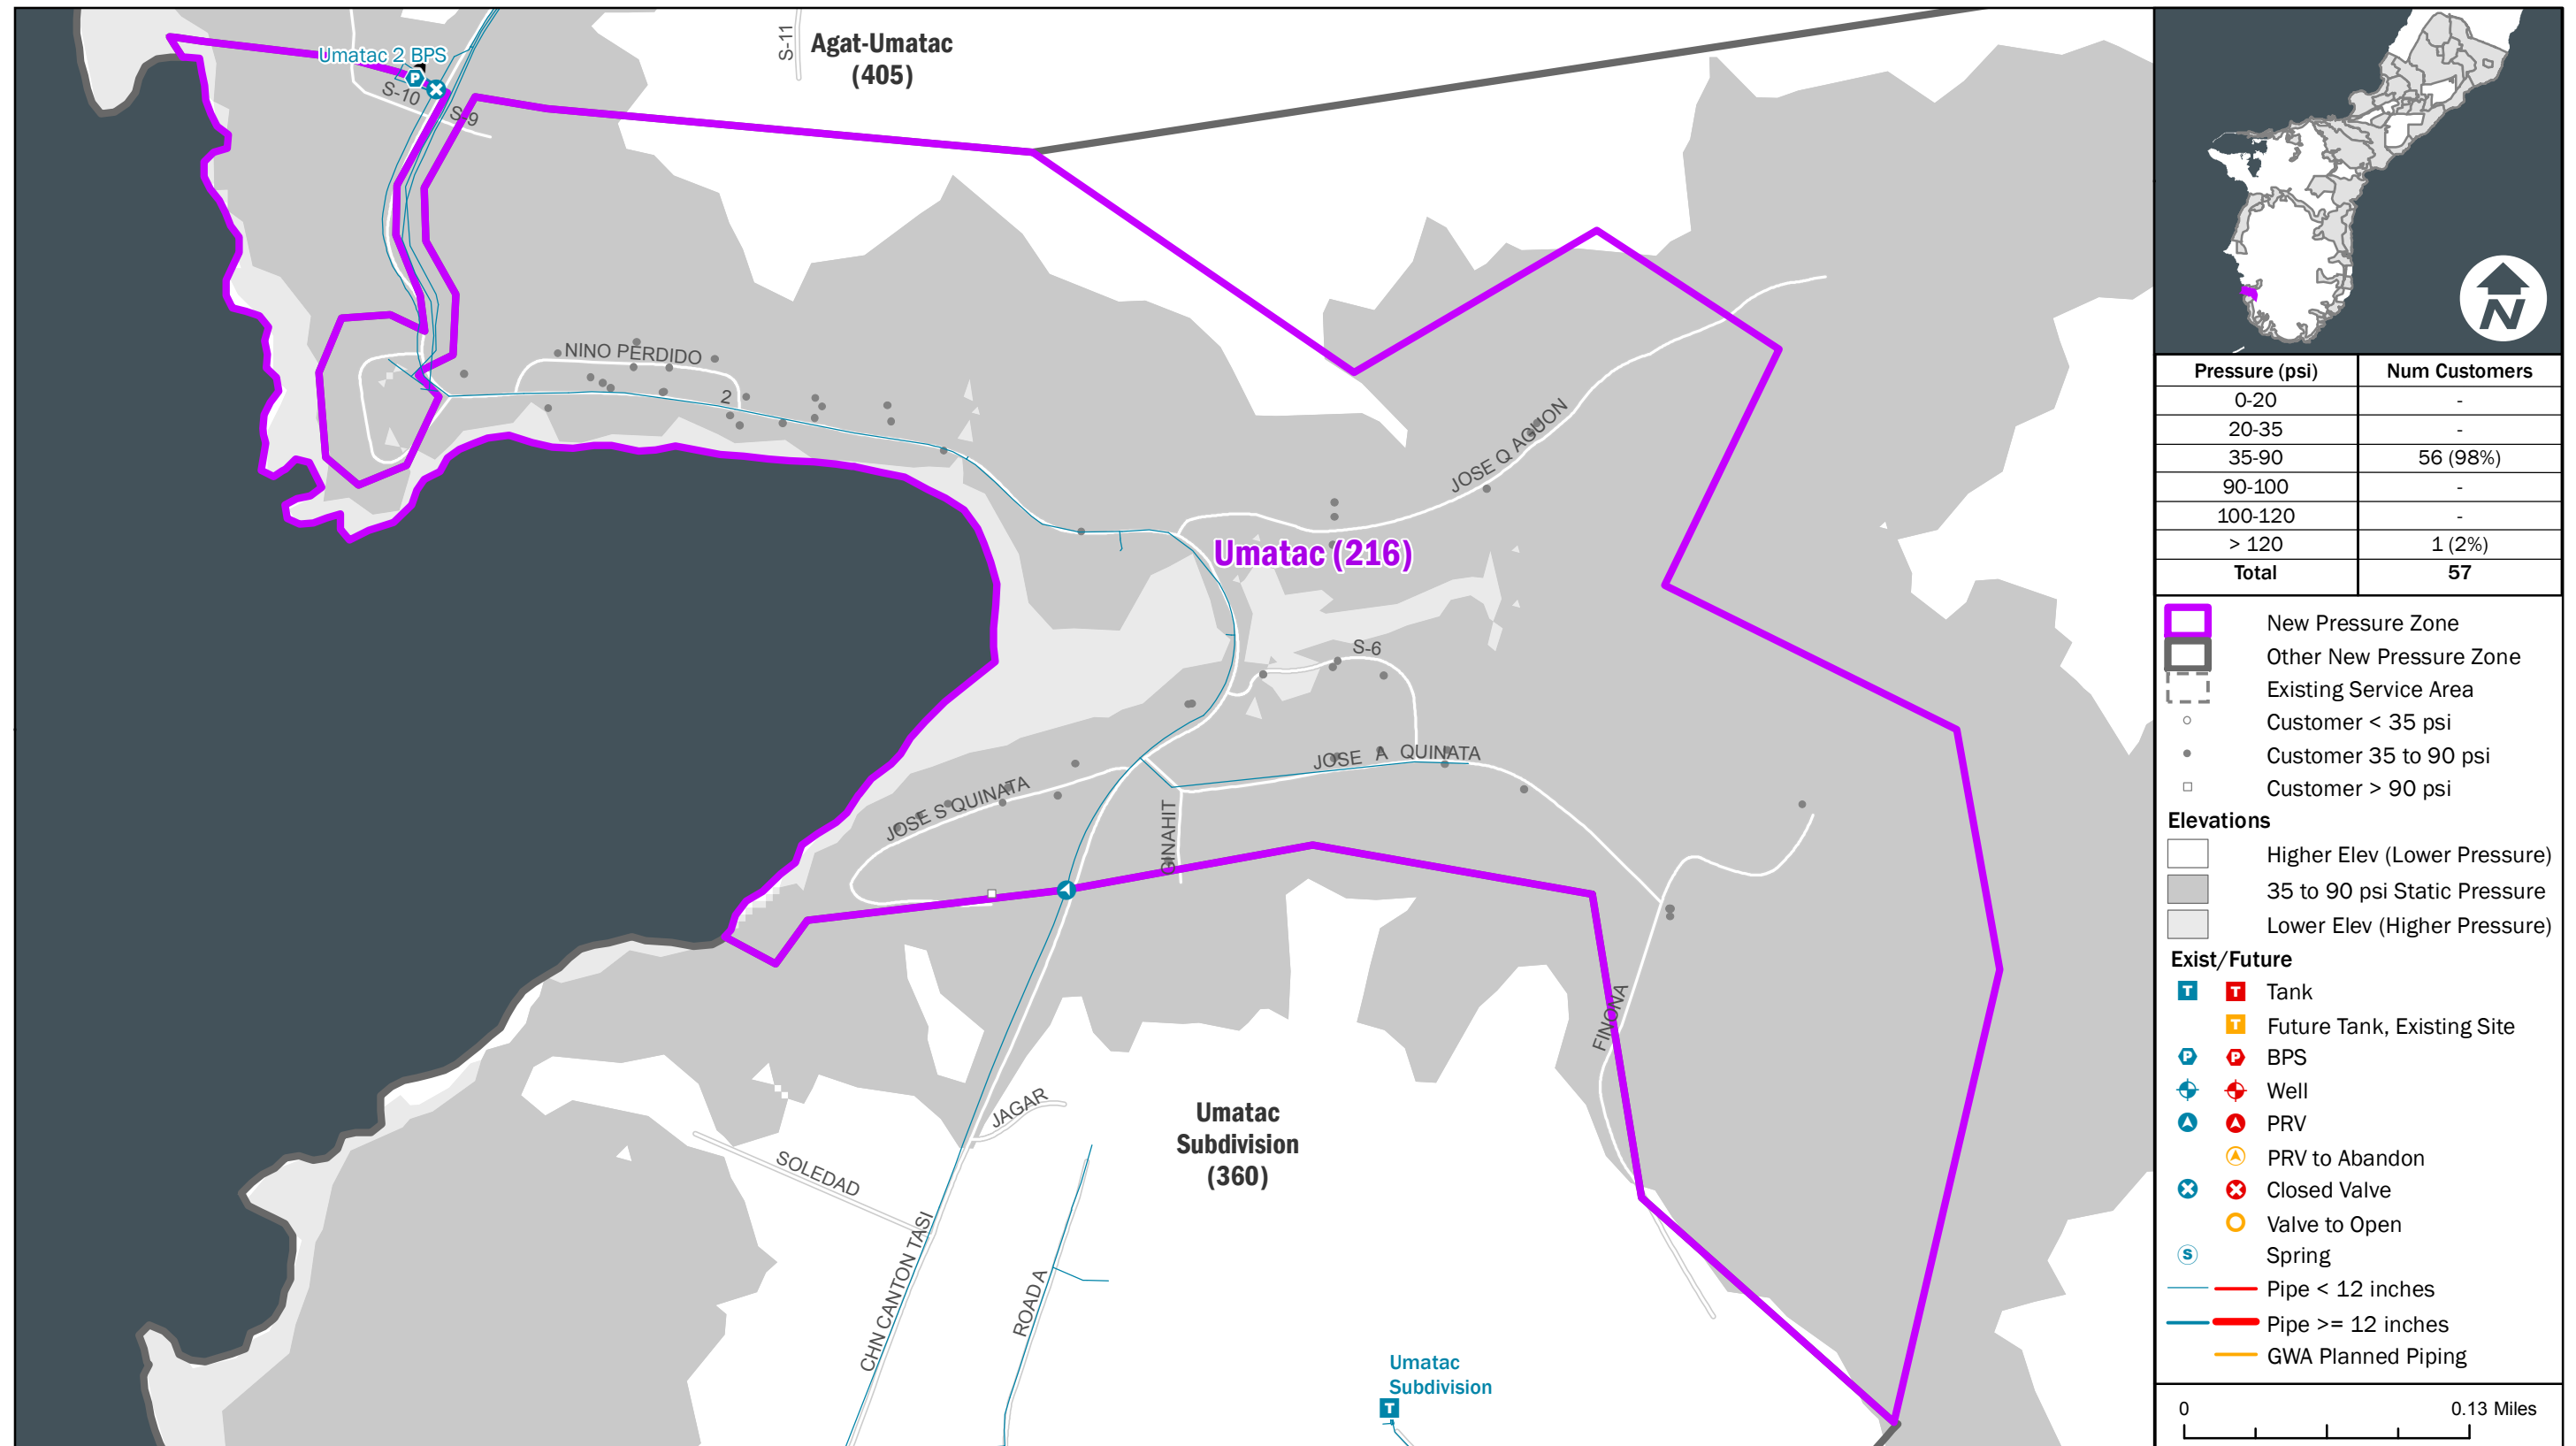 S-11
Agat-Umatac
(405)
Umatac 2 BPS
P
S-10
S-9
NINO PERDIDO
2
JOSE Q AGUON
Umatac (216)
S-6
JOSE A QUINATA
JOSE S QUINATA
GINAHIT
FINONA
JAGAR
SOLEDAD
Umatac
Subdivision
(360)
CHN CANTON TASI
ROAD A
Umatac
Subdivision
T
N
Pressure (psi) Num Customers
0-20 -
20-35 -
35-90 56 (98%)
90-100 -
100-120 -
> 120 1 (2%)
Total 57
New Pressure Zone
Other New Pressure Zone
Existing Service Area
Customer < 35 psi
Customer 35 to 90 psi
Customer > 90 psi
Elevations
Higher Elev (Lower Pressure)
35 to 90 psi Static Pressure
Lower Elev (Higher Pressure)
Exist/Future
T T Tank
T Future Tank, Existing Site
P P BPS
Well
PRV
PRV to Abandon
Closed Valve
Valve to Open
S Spring
Pipe < 12 inches
Pipe >= 12 inches
GWA Planned Piping
0 0.13 Miles